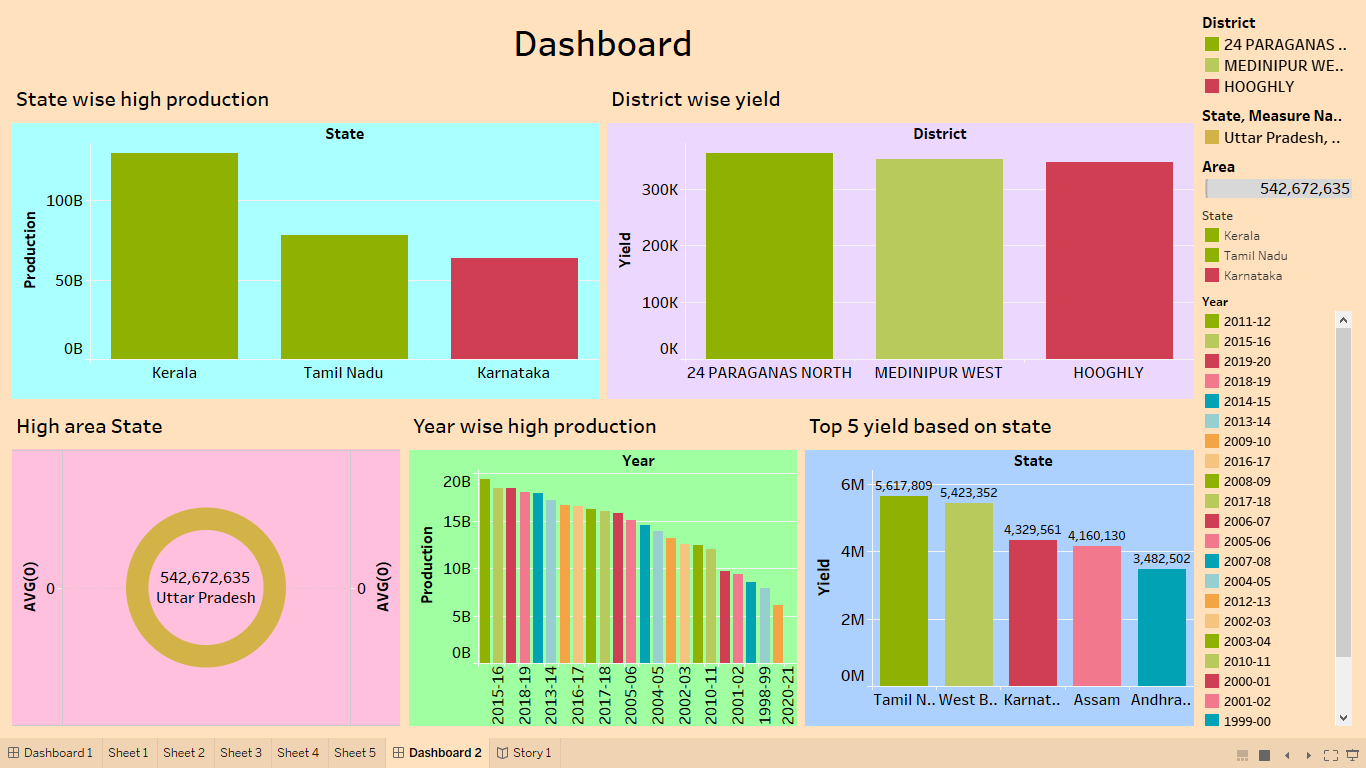 Dashboard
State wise high production
State
Production
100B
50B
0B
Kerala
Tamil Nadu
Karnataka
District wise yield
District
Yield
300K
200K
100K
0K
24 PARAGANAS NORTH
MEDINIPUR WEST
HOOGHLY
High area State
AVG(0)
0
542,672,635
Uttar Pradesh
0
AVG(0)
Year wise high production
Year
Production
20B
15B
10B
5B
0B
2015-16
2018-19
2013-14
2016-17
2017-18
2005-06
2004-05
2002-03
2010-11
2001-02
1998-99
2020-21
Top 5 yield based on state
State
Yield
6M
4M
2M
0M
5,617,809
5,423,352
4,329,561
4,160,130
3,482,502
Tamil N..
West B..
Karnat..
Assam
Andhra..
District
24 PARAGANAS ..
MEDINIPUR WE..
HOOGHLY
State, Measure Na..
Uttar Pradesh, ..
Area
542,672,635
State
Kerala
Tamil Nadu
Karnataka
Year
2011-12
2015-16
2019-20
2018-19
2014-15
2013-14
2009-10
2016-17
2008-09
2017-18
2006-07
2005-06
2007-08
2004-05
2012-13
2002-03
2003-04
2010-11
2000-01
2001-02
1999-00
Dashboard 1
Sheet 1
Sheet 2
Sheet 3
Sheet 4
Sheet 5
Dashboard 2
Story 1